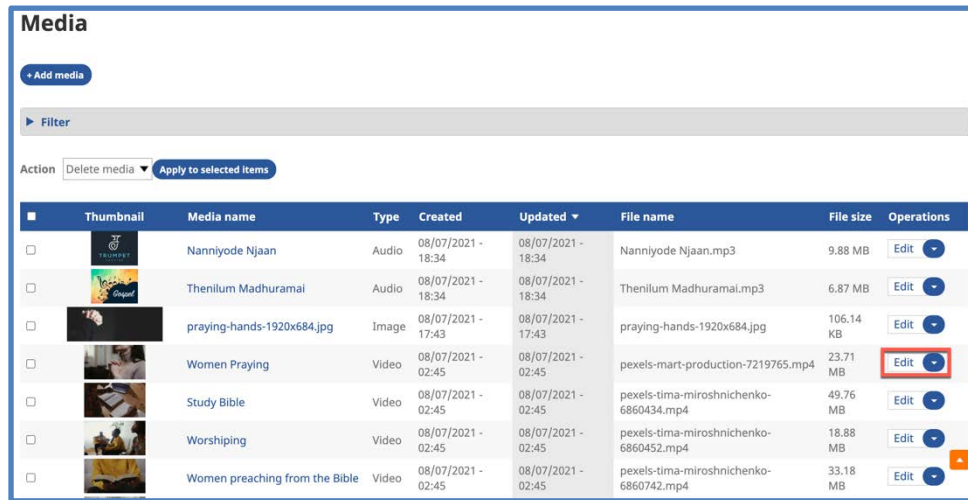 Media
+ Add media
Filter
Action Delete media Apply to selected items
Thumbnail Media name Type Created Updated File name File size Operations
TRUMPET Nanniyode Njaan Audio 08/07/2021 - 18:34 08/07/2021 - 18:34 Nanniyode Njaan.mp3 9.88 MB Edit
Gospel Thenilum Madhuramai Audio 08/07/2021 - 18:34 08/07/2021 - 18:34 Thenilum Madhuramai.mp3 6.87 MB Edit
praying-hands-1920x684.jpg Image 08/07/2021 - 17:43 08/07/2021 - 17:43 praying-hands-1920x684.jpg 106.14 KB Edit
Women Praying Video 08/07/2021 - 02:45 08/07/2021 - 02:45 pexels-mart-production-7219765.mp4 23.71 MB Edit
Study Bible Video 08/07/2021 - 02:45 08/07/2021 - 02:45 pexels-tima-miroshnichenko-6860434.mp4 49.76 MB Edit
Worshiping Video 08/07/2021 - 02:45 08/07/2021 - 02:45 pexels-tima-miroshnichenko-6860452.mp4 18.88 MB Edit
Women preaching from the Bible Video 08/07/2021 - 02:45 08/07/2021 - 02:45 pexels-tima-miroshnichenko-6860742.mp4 33.18 MB Edit